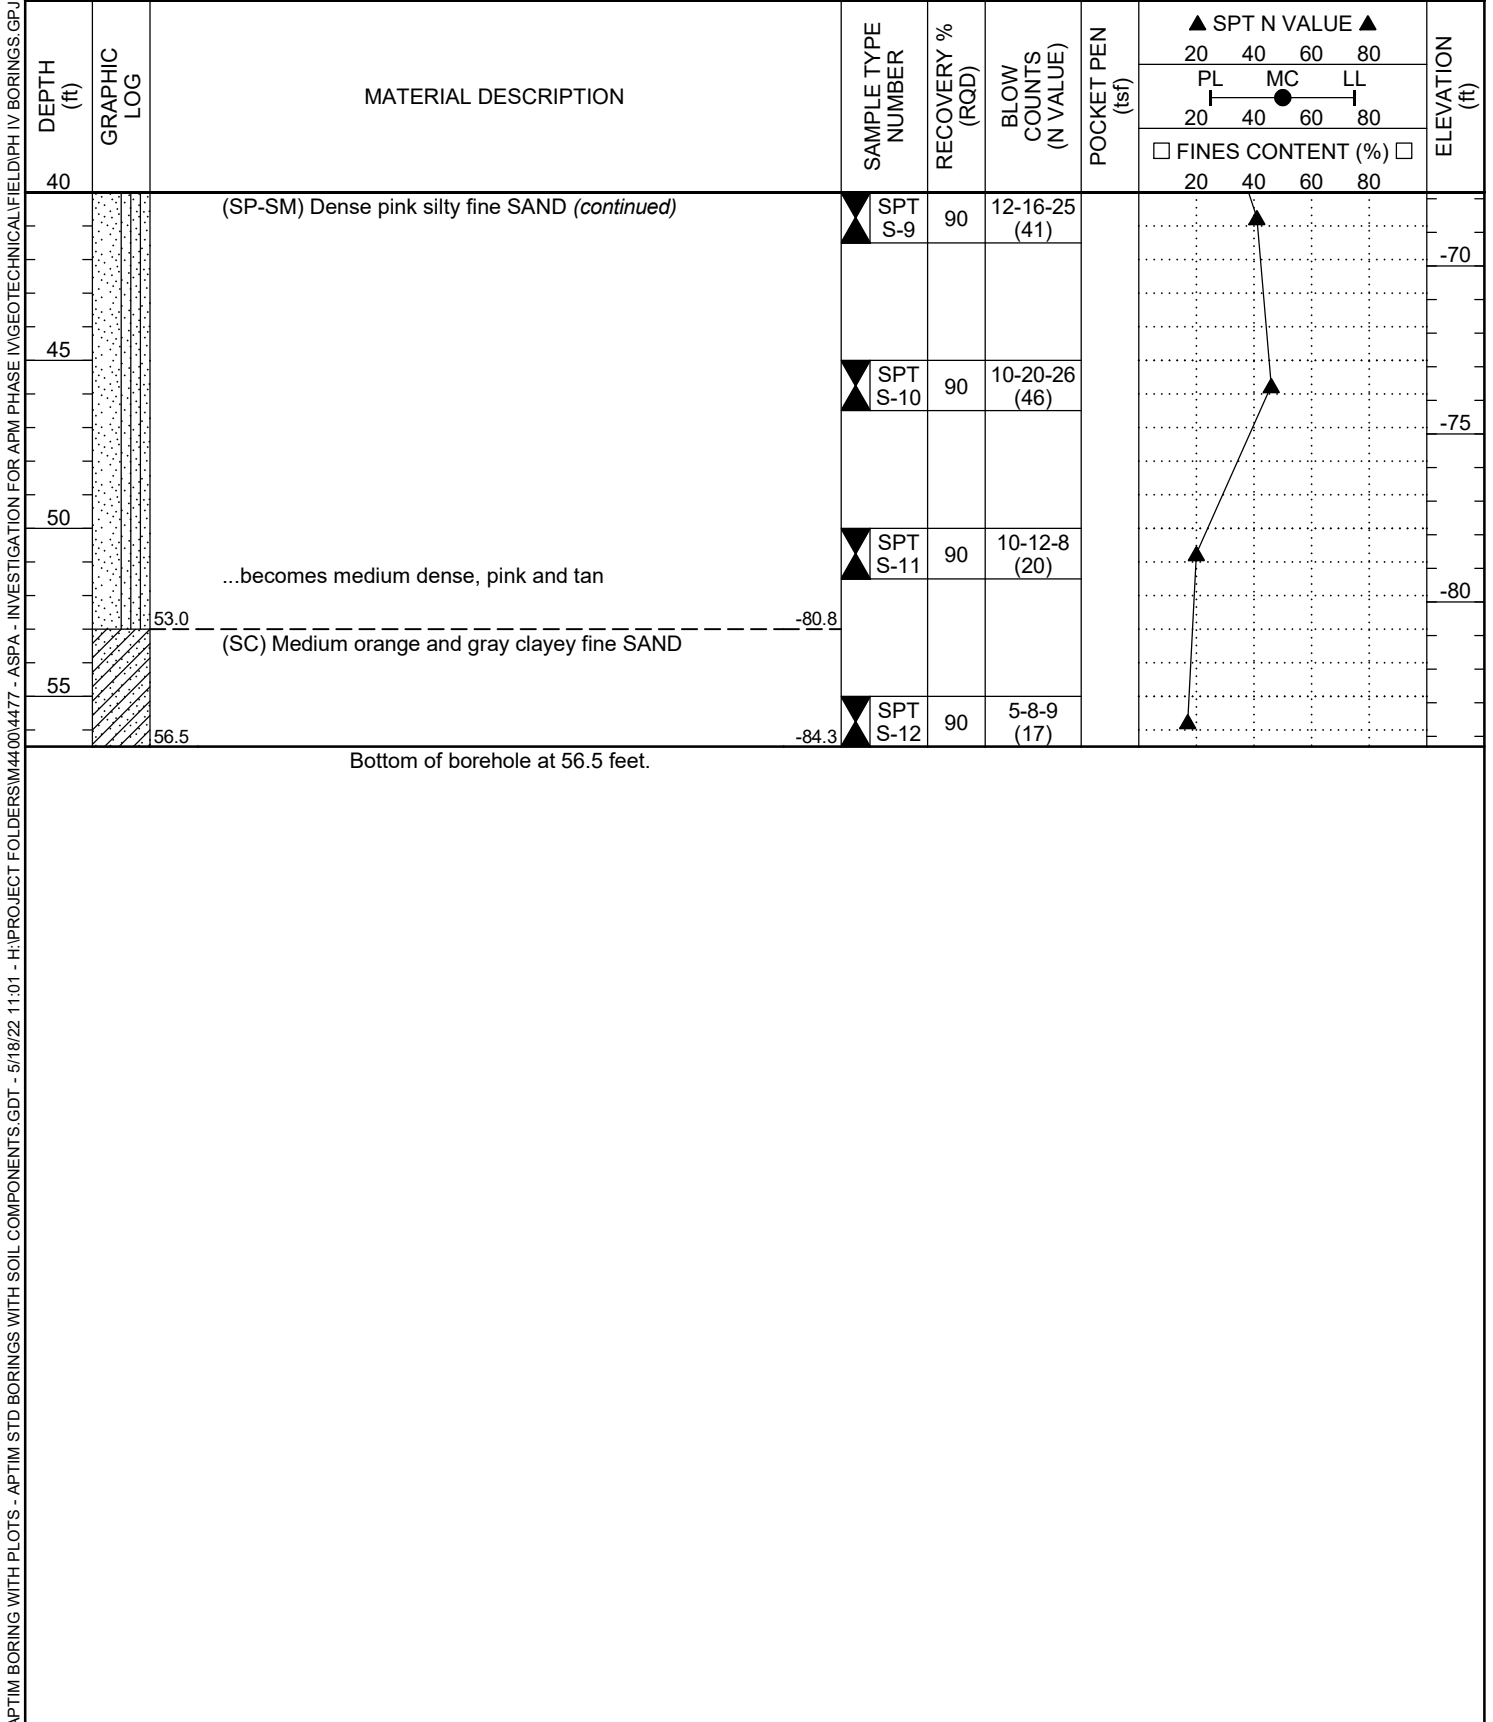 APTIM BORING WITH PLOTS - APTIM STD BORINGS WITH SOIL COMPONENTS.GDT - 5/18/22 11:01 - H:\PROJECT FOLDERS\M4400\4477 - ASPA - INVESTIGATION FOR APM PHASE IV\GEOTECHNICAL\FIELD\PH IV BORINGS.GPJ
DEPTH
(ft)
GRAPHIC
LOG
MATERIAL DESCRIPTION
SAMPLE TYPE
NUMBER
RECOVERY %
(RQD)
BLOW
COUNTS
(N VALUE)
POCKET PEN
(tsf)
▲ SPT N VALUE ▲
20 40 60 80
PL MC LL
20 40 60 80
□ FINES CONTENT (%) □
20 40 60 80
ELEVATION
(ft)
40
(SP-SM) Dense pink silty fine SAND (continued)
SPT
S-9
90
12-16-25
(41)
-70
45
SPT
S-10
90
10-20-26
(46)
-75
50
SPT
S-11
90
10-12-8
(20)
...becomes medium dense, pink and tan
-80
53.0 -80.8
(SC) Medium orange and gray clayey fine SAND
55
SPT
S-12
90
5-8-9
(17)
56.5 -84.3
Bottom of borehole at 56.5 feet.